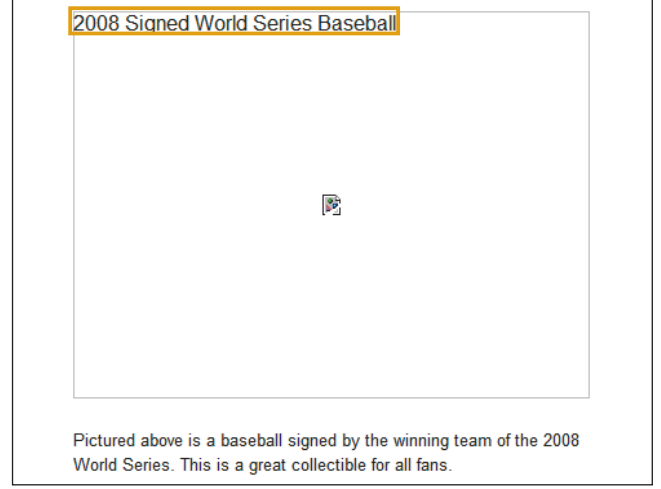 2008 Signed World Series Baseball
Pictured above is a baseball signed by the winning team of the 2008
World Series. This is a great collectible for all fans.